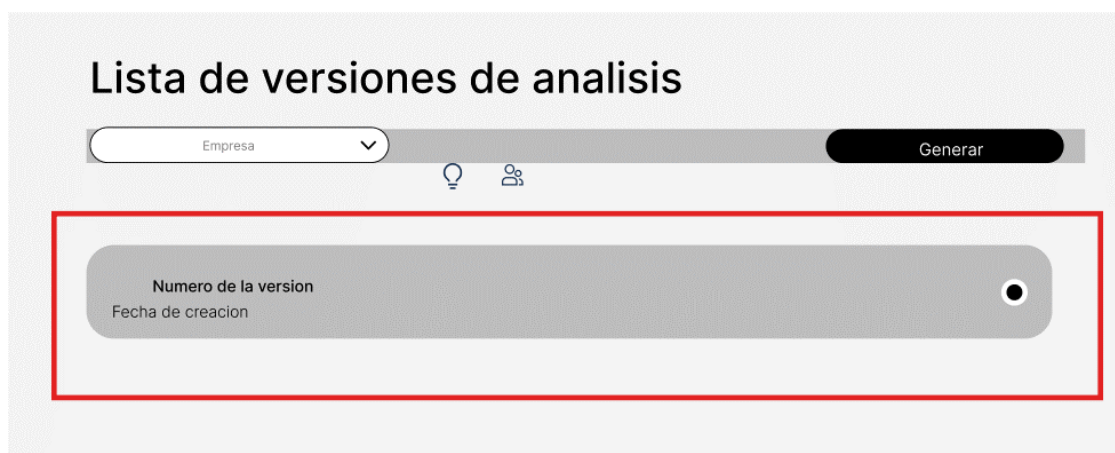 Lista de versiones de analisis
Empresa
Generar
Numero de la version
Fecha de creacion